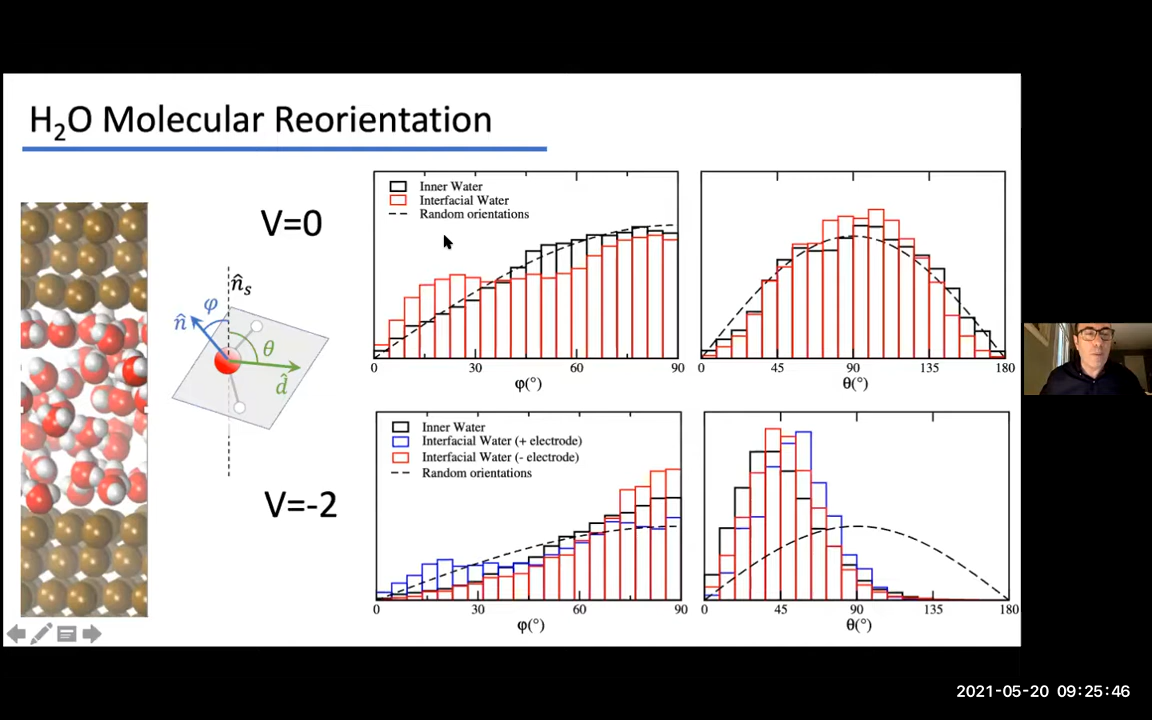 H₂O Molecular Reorientation
V=0
n̂ₛ
φ
n̂
θ
d̂
V=-2
Inner Water
Interfacial Water
Random orientations
0 30 60 90
φ(°)
0 45 90 135 180
θ(°)
Inner Water
Interfacial Water (+ electrode)
Interfacial Water (- electrode)
Random orientations
0 30 60 90
φ(°)
0 45 90 135 180
θ(°)
2021-05-20 09:25:46